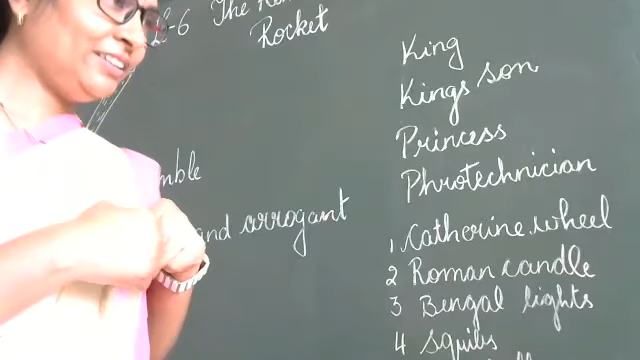 -6 The
Rocket
mble
and arrogant
King
Kings son
Princess
Phrotechnician
1 Catherine wheel
2 Roman candle
3 Bengal lights
4 Squibs